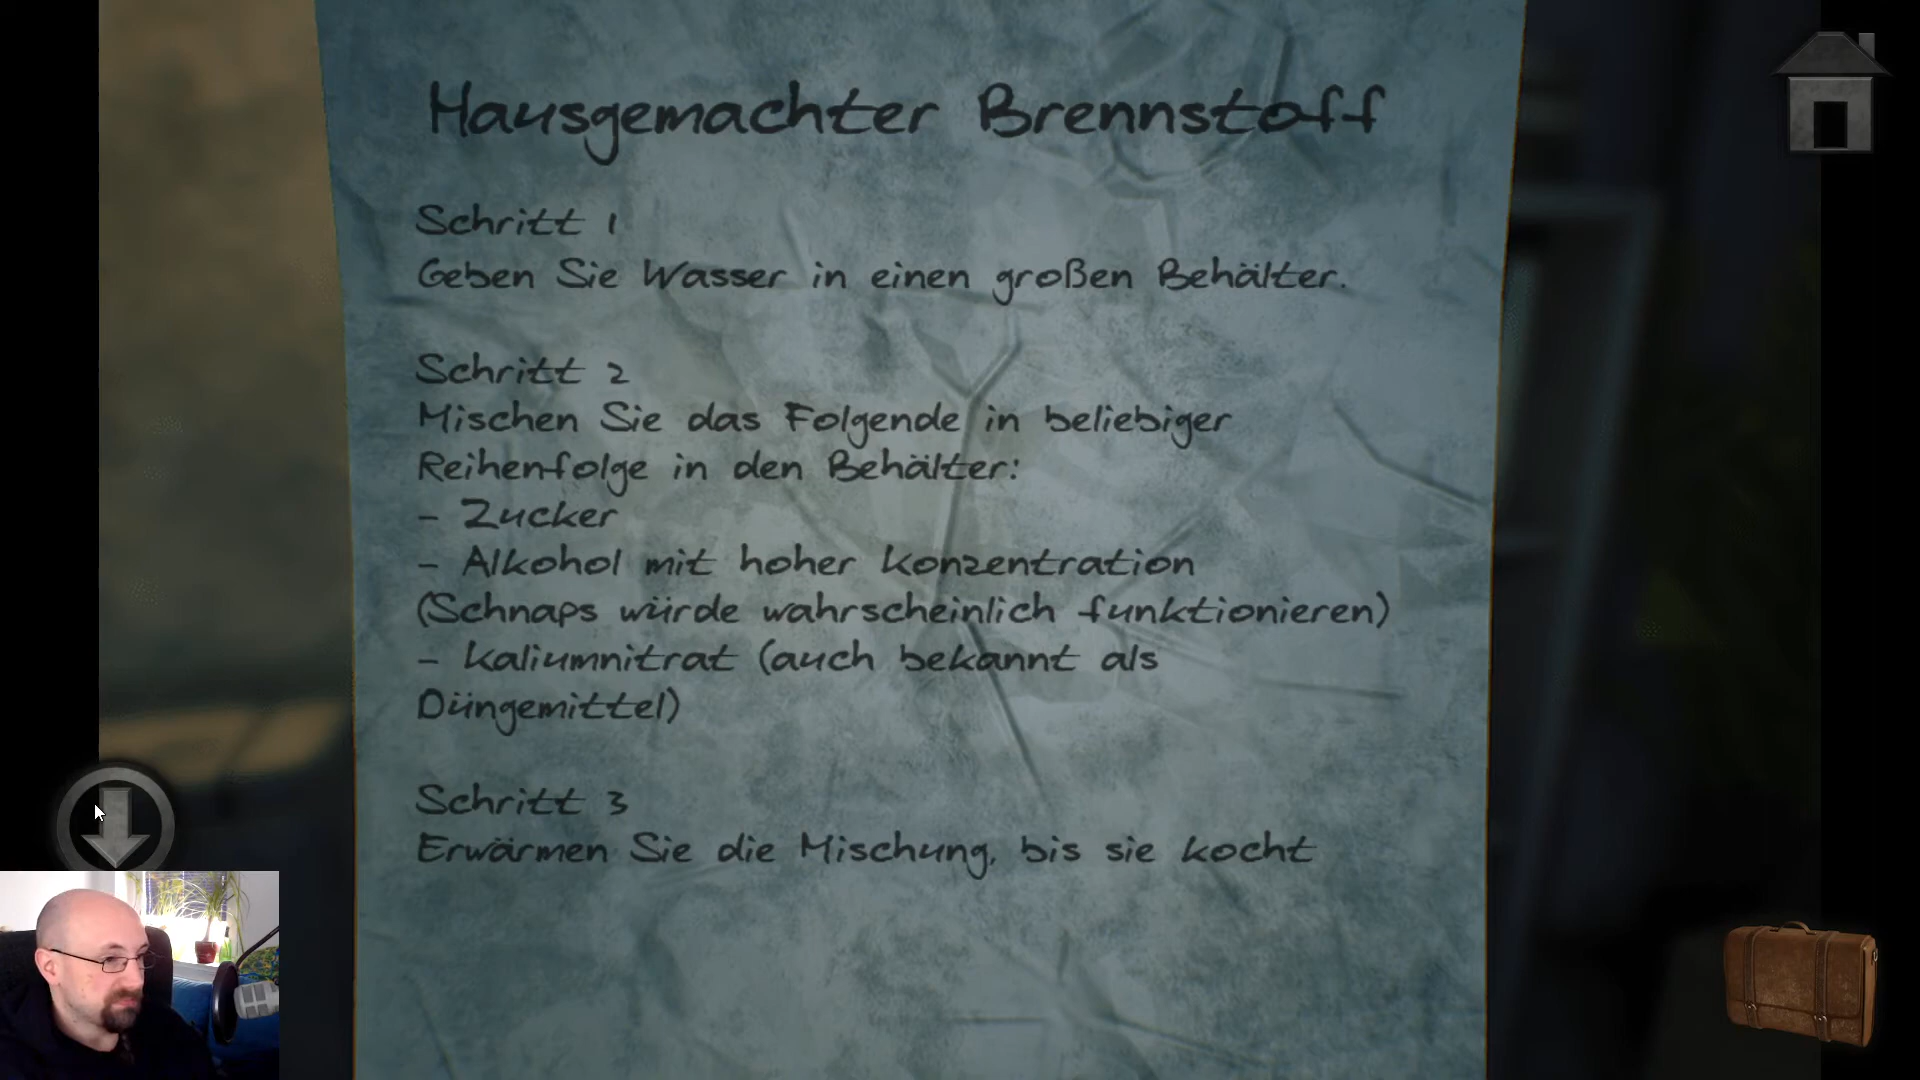 Hausgemachter Brennstoff
Schritt 1
Geben Sie Wasser in einen großen Behälter.
Schritt 2
Mischen Sie das Folgende in beliebiger
Reihenfolge in den Behälter:
- Zucker
- Alkohol mit hoher Konzentration
(Schnaps würde wahrscheinlich funktionieren)
- Kaliumnitrat (auch bekannt als
Düngemittel)
Schritt 3
Erwärmen Sie die Mischung, bis sie kocht